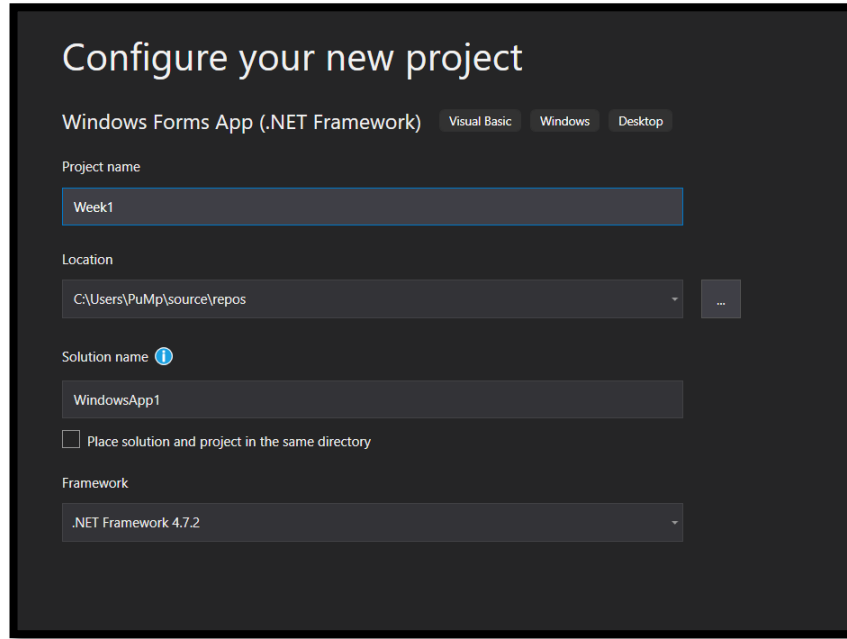 Configure your new project
Windows Forms App (.NET Framework) Visual Basic Windows Desktop
Project name
Week1
Location
C:\Users\PuMp\source\repos
...
Solution name i
WindowsApp1
Place solution and project in the same directory
Framework
.NET Framework 4.7.2